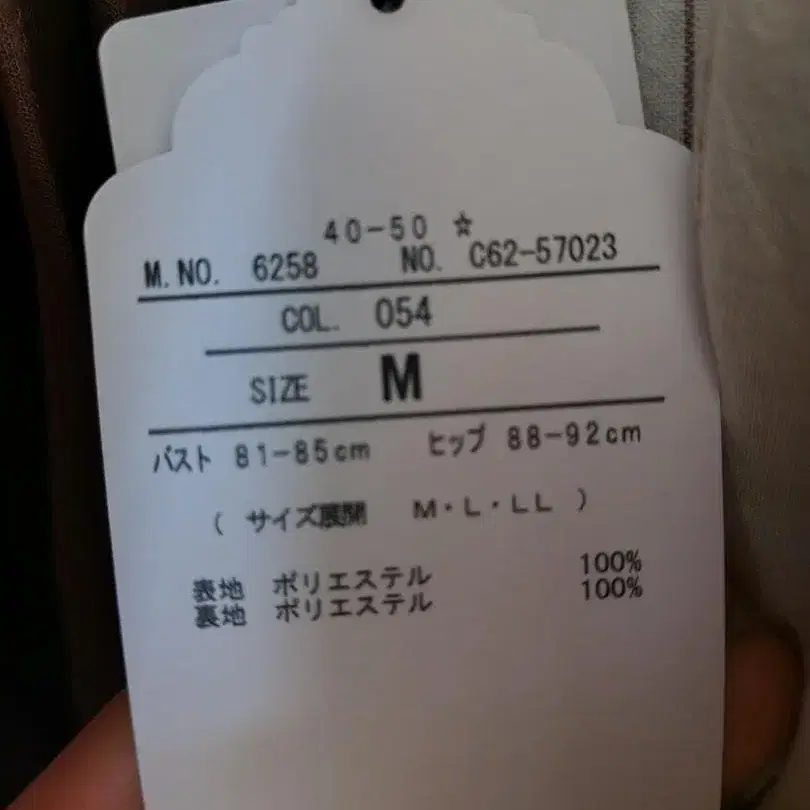 40-50 ☆
M.NO. 6258 NO. C62-57023
COL. 054
SIZE M
バスト 81-85cm ヒップ 88-92cm
( サイズ展開 M・L・LL )
表地 ポリエステル 100%
裏地 ポリエステル 100%